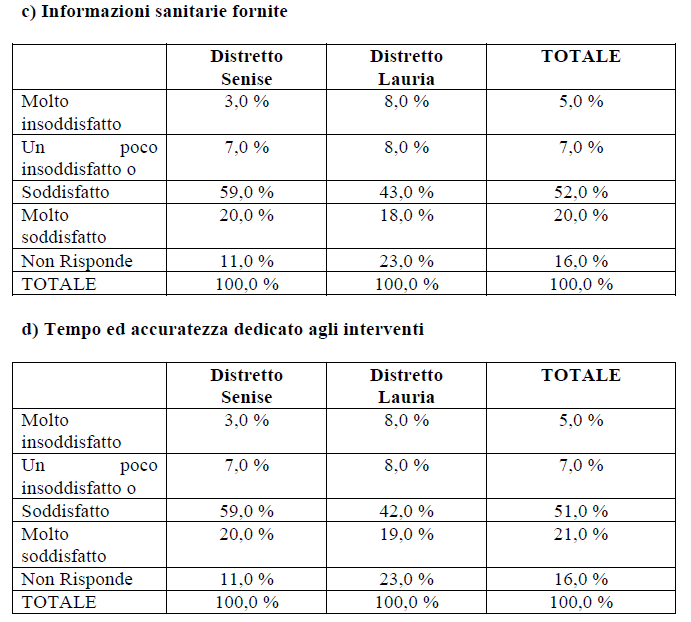 c) Informazioni sanitarie fornite
Distretto Senise Distretto Lauria TOTALE
Molto insoddisfatto 3,0 % 8,0 % 5,0 %
Un poco insoddisfatto o 7,0 % 8,0 % 7,0 %
Soddisfatto 59,0 % 43,0 % 52,0 %
Molto soddisfatto 20,0 % 18,0 % 20,0 %
Non Risponde 11,0 % 23,0 % 16,0 %
TOTALE 100,0 % 100,0 % 100,0 %
d) Tempo ed accuratezza dedicato agli interventi
Distretto Senise Distretto Lauria TOTALE
Molto insoddisfatto 3,0 % 8,0 % 5,0 %
Un poco insoddisfatto o 7,0 % 8,0 % 7,0 %
Soddisfatto 59,0 % 42,0 % 51,0 %
Molto soddisfatto 20,0 % 19,0 % 21,0 %
Non Risponde 11,0 % 23,0 % 16,0 %
TOTALE 100,0 % 100,0 % 100,0 %